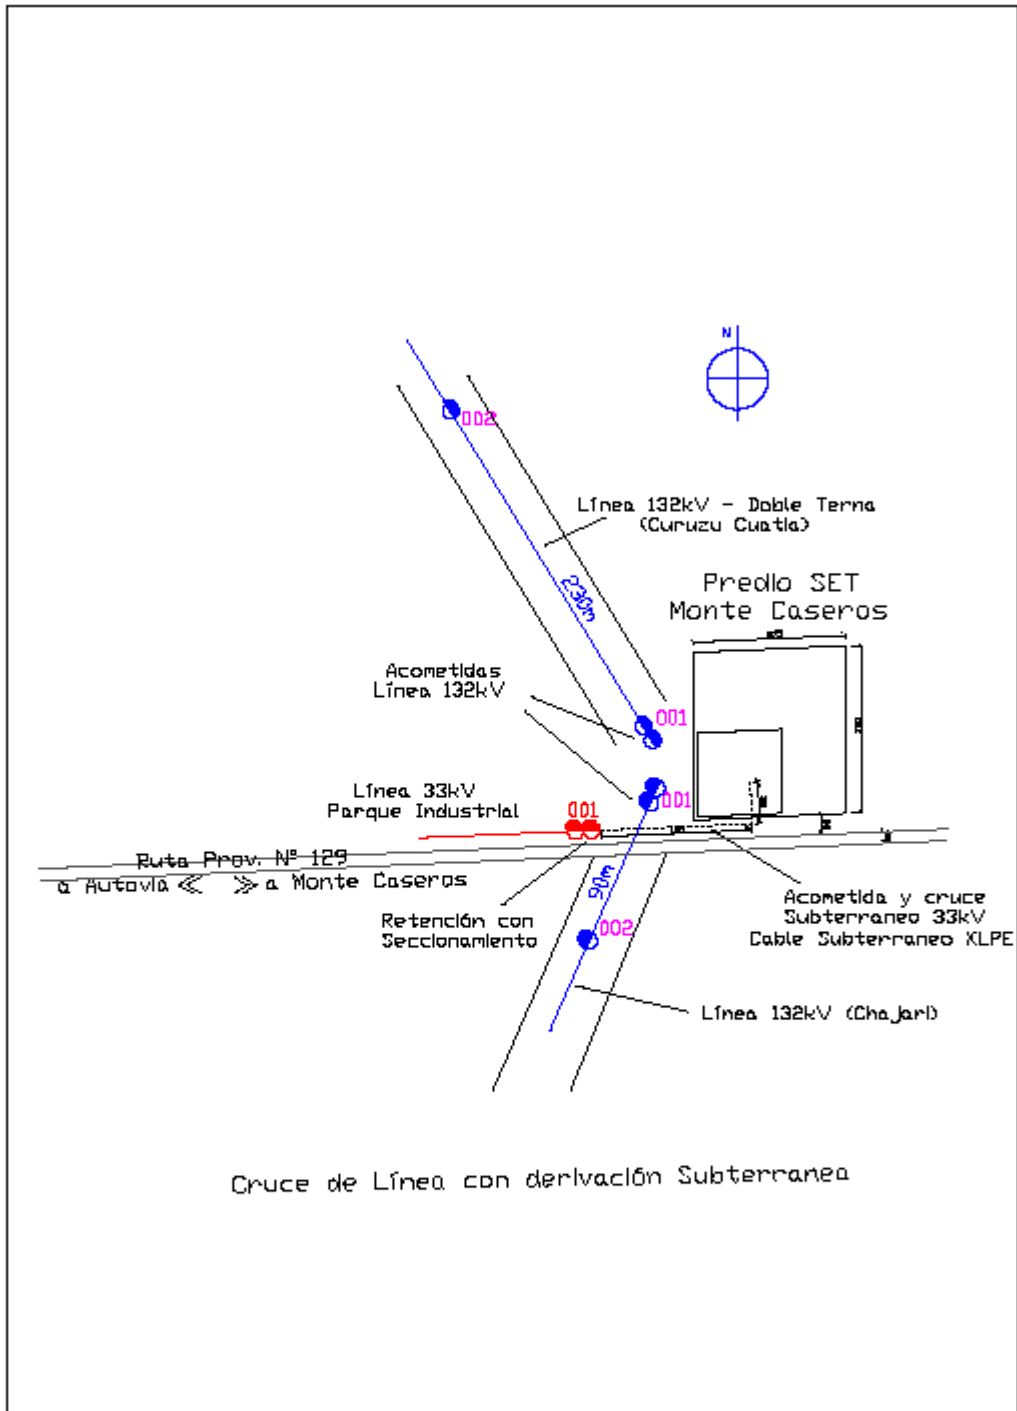 N
002
Línea 132kV - Doble Terna
(Curuzu Cuatia)
230m
Predio SET
Monte Caseros
Acometidas
Línea 132kV
001
001
Línea 33kV
Parque Industrial
001
Ruta Prov. Nº 129
a Autovia << >> a Monte Caseros
90m
Retención con
Seccionamiento
002
Acometida y cruce
Subterraneo 33kV
Cable Subterraneo XLPE
Línea 132kV (Chajari)
Cruce de Línea con derivación Subterranea